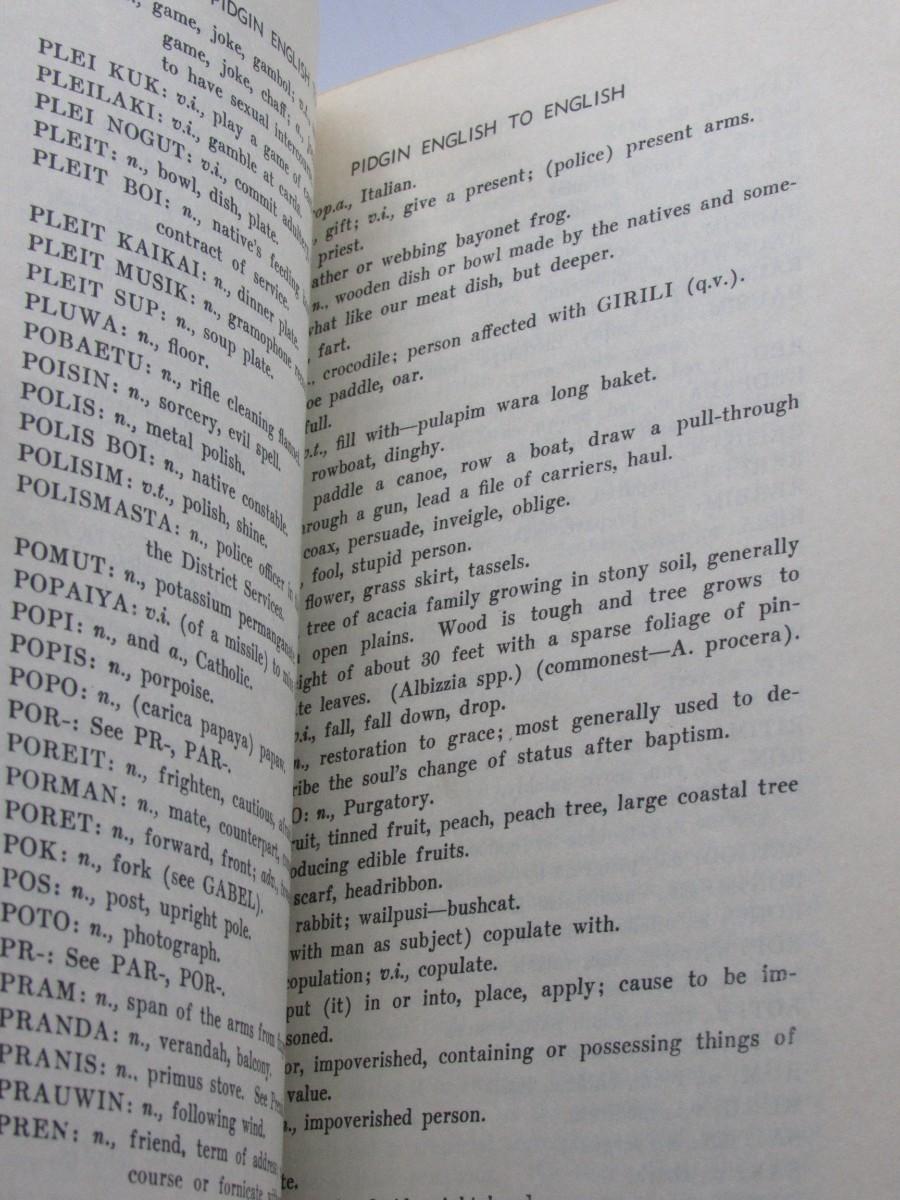 PIDGIN ENGLISH
game, joke, gambol;
game, joke, chaff; a.,
to have sexual intercourse
PLEI KUK: v.i., play a game of
PLEILAKI: v.i., gamble at cards.
PLEI NOGUT: v.i., commit adultery
PLEIT: n., bowl, dish, plate.
PLEIT BOI: n., native's feeding
contract of service.
PLEIT KAIKAI: n., dinner plate.
PLEIT MUSIK: n., gramophone
PLEIT SUP: n., soup plate.
PLUWA: n., floor.
POBAETU: n., rifle cleaning flannel
POISIN: n., sorcery, evil spell.
POLIS: n., metal polish.
POLIS BOI: n., native constable.
POLISIM: v.t., polish, shine.
POLISMASTA: n., police officer in
the District Services.
POMUT: n., potassium permanganate
POPAIYA: v.i. (of a missile) to
POPI: n., and a., Catholic.
POPIS: n., porpoise.
POPO: n., (carica papaya) papaw.
POR-: See PR-, PAR-.
POREIT: n., frighten, cautious,
PORMAN: n., mate, counterpart,
PORET: n., forward, front; adv.,
POK: n., fork (see GABEL).
POS: n., post, upright pole.
POTO: n., photograph.
PR-: See PAR-, POR-.
PRAM: n., span of the arms from
PRANDA: n., verandah, balcony.
PRANIS: n., primus stove. See
PRAUWIN: n., following wind.
PREN: n., friend, term of address
course or fornicate
PIDGIN ENGLISH TO ENGLISH
op.a., Italian.
gift; v.i., give a present; (police) present arms.
priest.
ather or webbing bayonet frog.
n., wooden dish or bowl made by the natives and some-
what like our meat dish, but deeper.
fart.
crocodile; person affected with GIRILI (q.v.).
oe paddle, oar.
full.
v.t., fill with—pulapim wara long baket.
rowboat, dinghy.
paddle a canoe, row a boat, draw a pull-through
hrough a gun, lead a file of carriers, haul.
coax, persuade, inveigle, oblige.
fool, stupid person.
flower, grass skirt, tassels.
tree of acacia family growing in stony soil, generally
open plains. Wood is tough and tree grows to
eight of about 30 feet with a sparse foliage of pin-
te leaves. (Albizzia spp.) (commonest—A. procera).
v.i., fall, fall down, drop.
n., restoration to grace; most generally used to de-
ribe the soul's change of status after baptism.
O: n., Purgatory.
ruit, tinned fruit, peach, peach tree, large coastal tree
oducing edible fruits.
scarf, headribbon.
rabbit; wailpusi—bushcat.
with man as subject) copulate with.
opulation; v.i., copulate.
put (it) in or into, place, apply; cause to be im-
soned.
or, impoverished, containing or possessing things of
value.
n., impoverished person.
te.